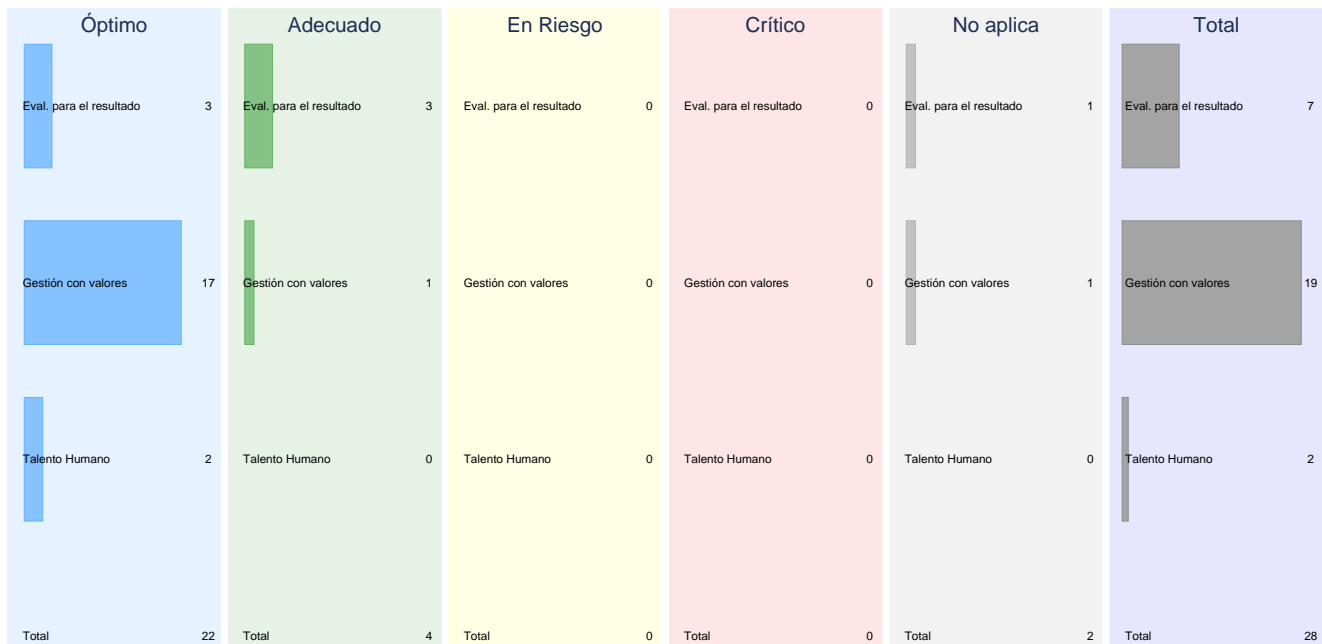 Óptimo Adecuado En Riesgo Crítico No aplica Total
Eval. para el resultado 3 Eval. para el resultado 3 Eval. para el resultado 0 Eval. para el resultado 0 Eval. para el resultado 1 Eval. para el resultado 7
Gestión con valores 17 Gestión con valores 1 Gestión con valores 0 Gestión con valores 0 Gestión con valores 1 Gestión con valores 19
Talento Humano 2 Talento Humano 0 Talento Humano 0 Talento Humano 0 Talento Humano 0 Talento Humano 2
Total 22 Total 4 Total 0 Total 0 Total 2 Total 28